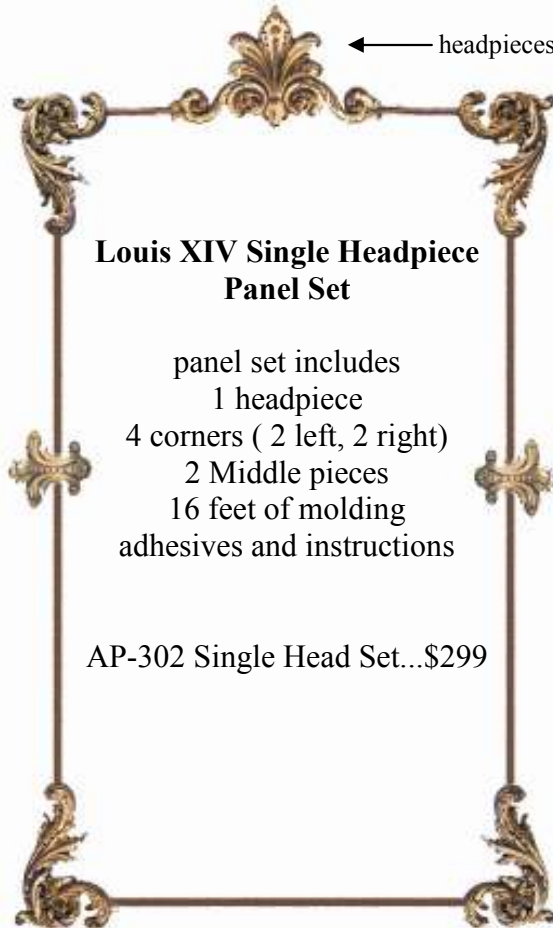 headpieces
Louis XIV Single Headpiece
Panel Set
panel set includes
1 headpiece
4 corners ( 2 left, 2 right)
2 Middle pieces
16 feet of molding
adhesives and instructions
AP-302 Single Head Set...$299